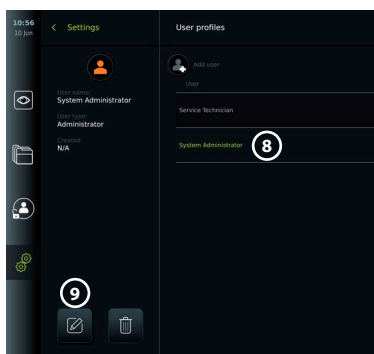 10:56
10 Jun
Settings
User profiles
Add user
User
User name:
System Administrator
User type:
Administrator
Created:
N/A
Service Technician
System Administrator
8
9